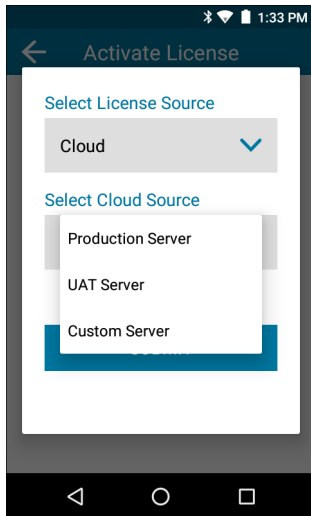 1:33 PM
Activate License
Select License Source
Cloud
Select Cloud Source
Production Server
UAT Server
Custom Server